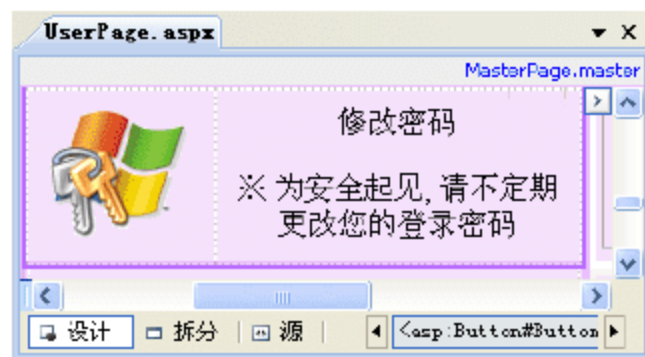 UserPage.aspx
MasterPage.master
修改密码
※ 为安全起见, 请不定期
更改您的登录密码
设计 拆分 源 <asp:Button#Button